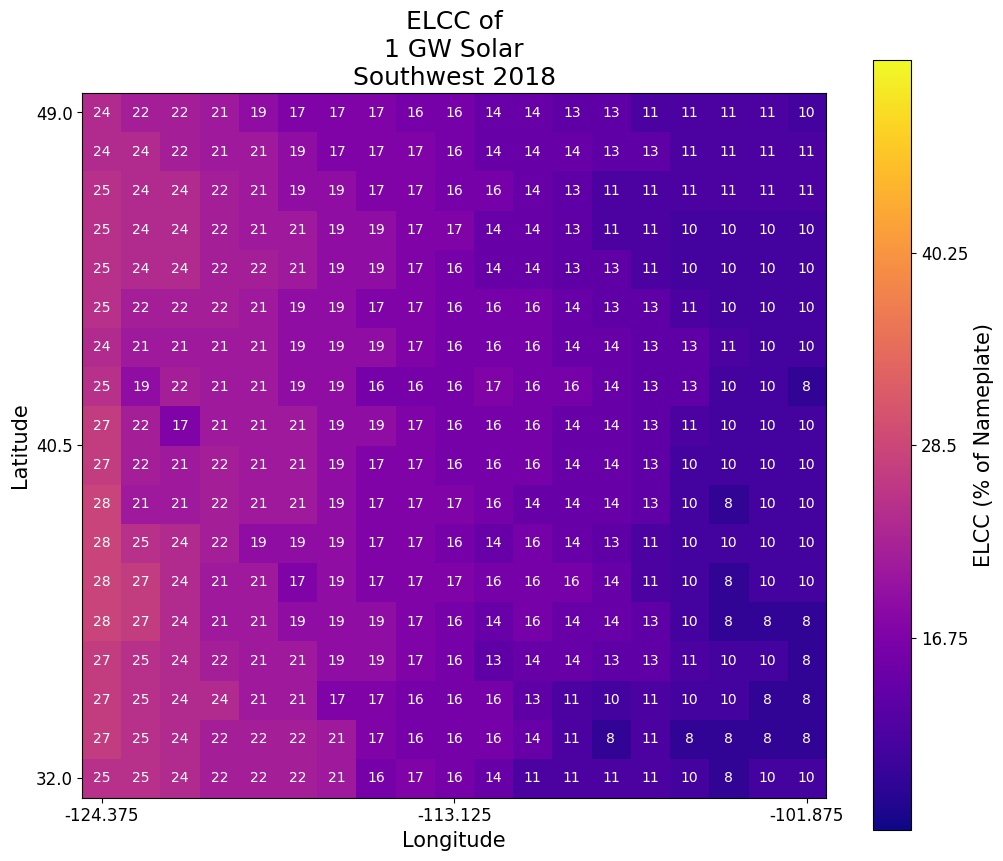 ELCC of
1 GW Solar
Southwest 2018
49.0
24 22 22 21 19 17 17 17 16 16 14 14 13 13 11 11 11 11 10
24 24 22 21 21 19 17 17 17 16 14 14 14 13 13 11 11 11 11
25 24 24 22 21 19 19 17 17 16 16 14 13 11 11 11 11 11 11
25 24 24 22 21 21 19 19 17 17 14 14 13 11 11 10 10 10 10
25 24 24 22 22 21 19 19 17 16 14 14 13 13 11 10 10 10 10
25 22 22 22 21 19 19 17 17 16 16 16 14 13 13 11 10 10 10
24 21 21 21 21 19 19 19 17 16 16 16 14 14 13 13 11 10 10
25 19 22 21 21 19 19 16 16 16 17 16 16 14 13 13 10 10 8
27 22 17 21 21 21 19 19 17 16 16 16 14 14 13 11 10 10 10
40.5
27 22 21 22 21 21 19 17 17 16 16 16 14 14 13 10 10 10 10
28 21 21 22 21 21 19 17 17 17 16 14 14 14 13 10 8 10 10
28 25 24 22 19 19 19 17 17 16 14 16 14 13 11 10 10 10 10
28 27 24 21 21 17 19 17 17 17 16 16 16 14 11 10 8 10 10
28 27 24 21 21 19 19 19 17 16 14 16 14 14 13 10 8 8 8
27 25 24 22 21 21 19 19 17 16 13 14 14 13 13 11 10 10 8
27 25 24 24 21 21 17 17 16 16 16 13 11 10 11 10 10 8 8
27 25 24 22 22 22 21 17 16 16 16 14 11 8 11 8 8 8 8
32.0
25 25 24 22 22 22 21 16 17 16 14 11 11 11 11 10 8 10 10
-124.375
-113.125
-101.875
Longitude
Latitude
40.25
28.5
16.75
ELCC (% of Nameplate)